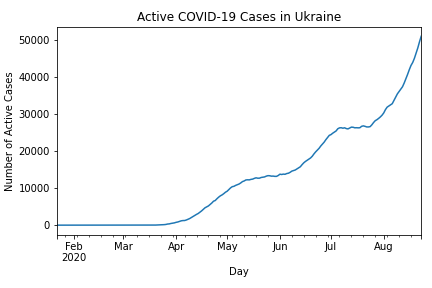 Active COVID-19 Cases in Ukraine
50000
40000
30000
20000
10000
0
Number of Active Cases
Feb
2020
Mar
Apr
May
Jun
Jul
Aug
Day